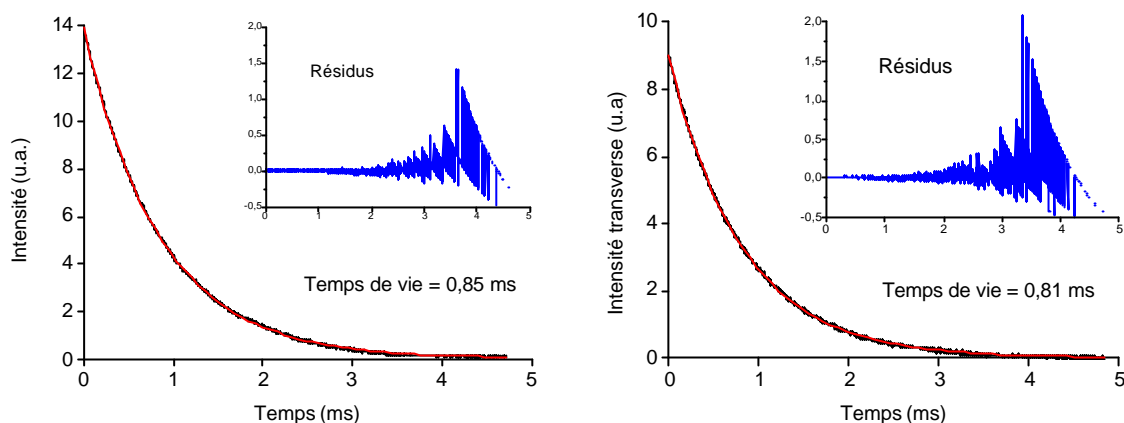 14
12
10
8
6
4
2
0
Intensité (u.a.)
0 1 2 3 4 5
Temps (ms)
2,0
1,5
1,0
0,5
0,0
-0,5
0 1 2 3 4 5
Résidus
Temps de vie = 0,85 ms
10
8
6
4
2
0
Intensité transverse (u.a)
0 1 2 3 4 5
Temps (ms)
2,0
1,5
1,0
0,5
0,0
-0,5
0 1 2 3 4 5
Résidus
Temps de vie = 0,81 ms